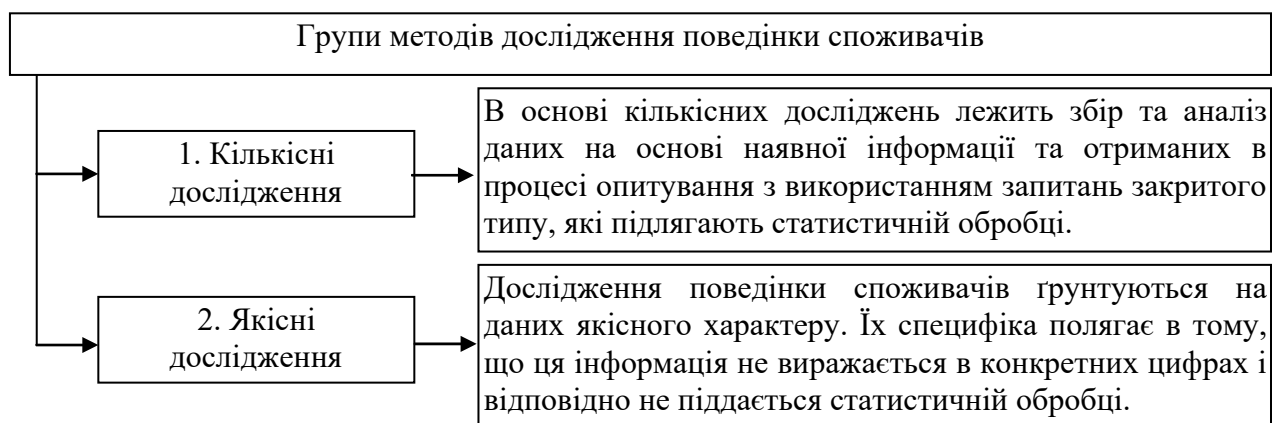 Групи методів дослідження поведінки споживачів
1. Кількісні
дослідження
В основі кількісних досліджень лежить збір та аналіз
даних на основі наявної інформації та отриманих в
процесі опитування з використанням запитань закритого
типу, які підлягають статистичній обробці.
2. Якісні
дослідження
Дослідження поведінки споживачів ґрунтуються на
даних якісного характеру. Їх специфіка полягає в тому,
що ця інформація не виражається в конкретних цифрах і
відповідно не піддається статистичній обробці.